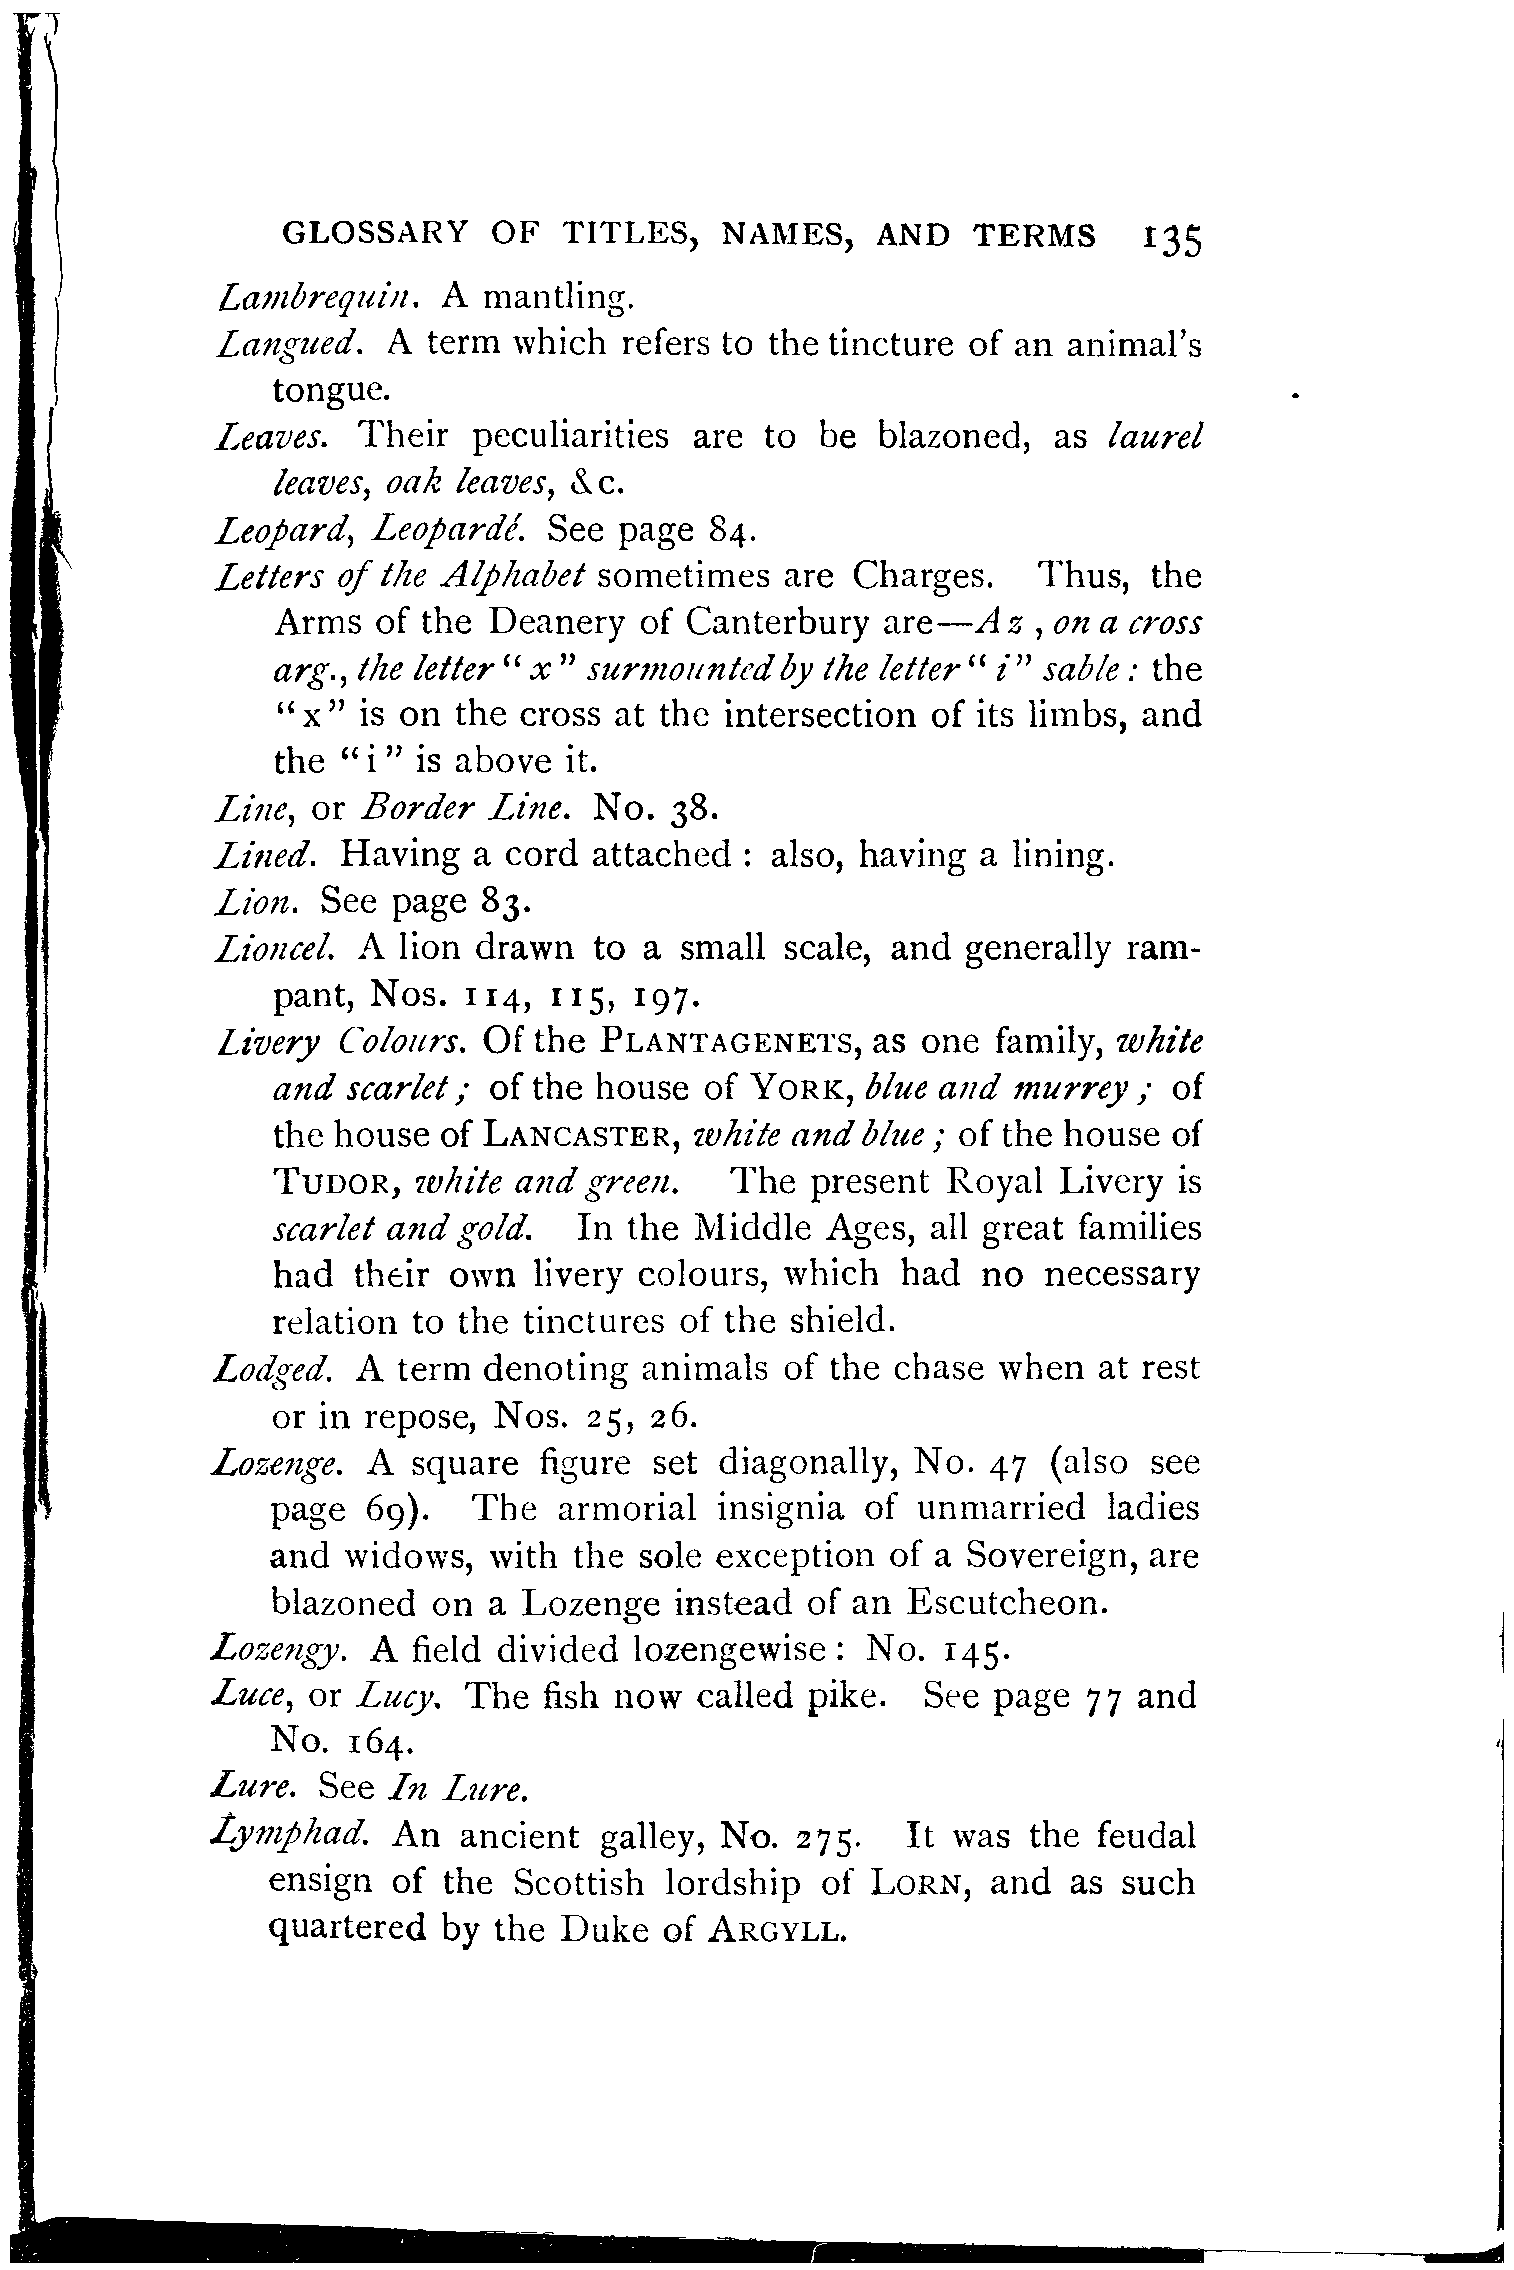 GLOSSARY OF TITLES, NAMES, AND TERMS 135
Lambrequin. A mantling.
Langued. A term which refers to the tincture of an animal's
tongue.
Leaves. Their peculiarities are to be blazoned, as laurel
leaves, oak leaves, &c.
Leopard, Leopardé. See page 84.
Letters of the Alphabet sometimes are Charges. Thus, the
Arms of the Deanery of Canterbury are—Az , on a cross
arg., the letter "x" surmounted by the letter "i" sable: the
"x" is on the cross at the intersection of its limbs, and
the "i" is above it.
Line, or Border Line. No. 38.
Lined. Having a cord attached : also, having a lining.
Lion. See page 83.
Lioncel. A lion drawn to a small scale, and generally ram-
pant, Nos. 114, 115, 197.
Livery Colours. Of the PLANTAGENETS, as one family, white
and scarlet; of the house of YORK, blue and murrey; of
the house of LANCASTER, white and blue; of the house of
TUDOR, white and green. The present Royal Livery is
scarlet and gold. In the Middle Ages, all great families
had their own livery colours, which had no necessary
relation to the tinctures of the shield.
Lodged. A term denoting animals of the chase when at rest
or in repose, Nos. 25, 26.
Lozenge. A square figure set diagonally, No. 47 (also see
page 69). The armorial insignia of unmarried ladies
and widows, with the sole exception of a Sovereign, are
blazoned on a Lozenge instead of an Escutcheon.
Lozengy. A field divided lozengewise: No. 145.
Luce, or Lucy. The fish now called pike. See page 77 and
No. 164.
Lure. See In Lure.
Lymphad. An ancient galley, No. 275. It was the feudal
ensign of the Scottish lordship of LORN, and as such
quartered by the Duke of ARGYLL.